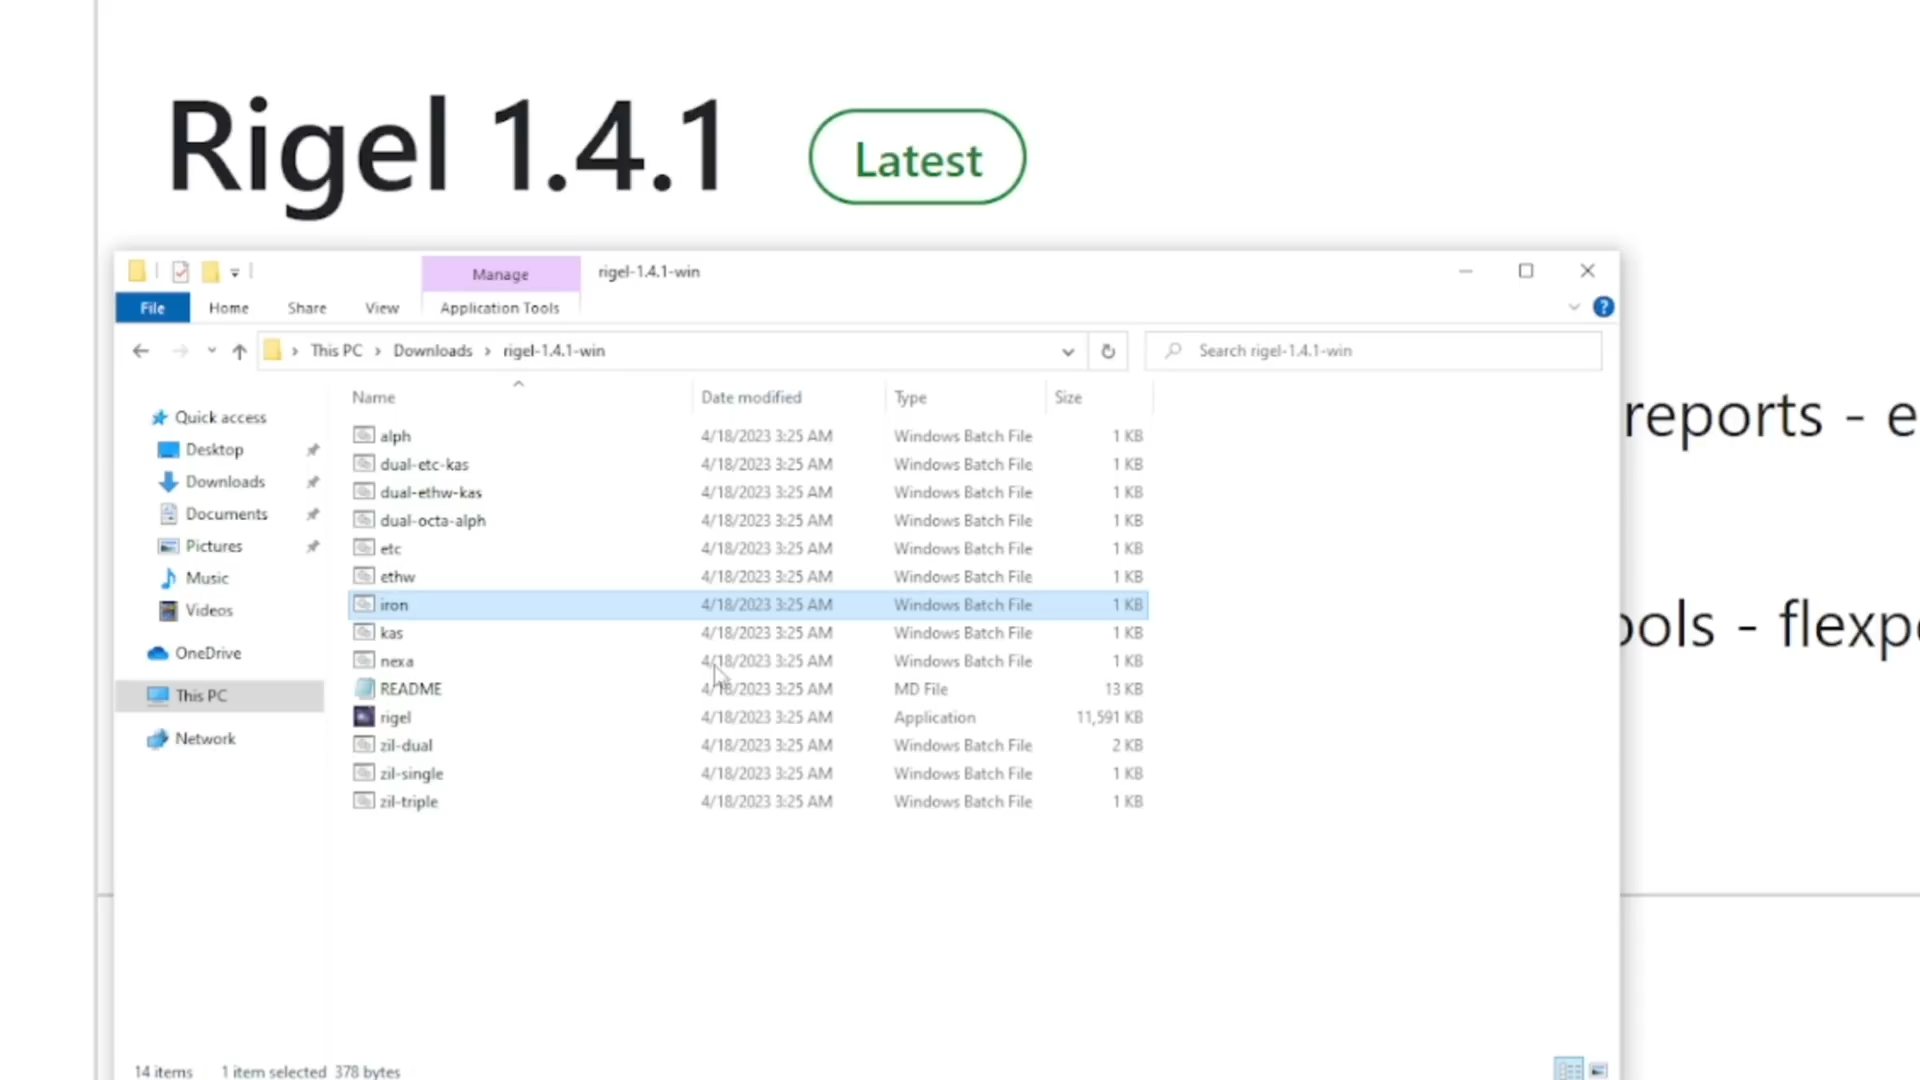 Rigel 1.4.1 Latest
Manage rigel-1.4.1-win
File Home Share View Application Tools
This PC > Downloads > rigel-1.4.1-win Search rigel-1.4.1-win
Name Date modified Type Size
Quick access
Desktop
Downloads
Documents
Pictures
Music
Videos
OneDrive
This PC
Network
alph 4/18/2023 3:25 AM Windows Batch File 1 KB
dual-etc-kas 4/18/2023 3:25 AM Windows Batch File 1 KB
dual-ethw-kas 4/18/2023 3:25 AM Windows Batch File 1 KB
dual-octa-alph 4/18/2023 3:25 AM Windows Batch File 1 KB
etc 4/18/2023 3:25 AM Windows Batch File 1 KB
ethw 4/18/2023 3:25 AM Windows Batch File 1 KB
iron 4/18/2023 3:25 AM Windows Batch File 1 KB
kas 4/18/2023 3:25 AM Windows Batch File 1 KB
nexa 4/18/2023 3:25 AM Windows Batch File 1 KB
README 4/18/2023 3:25 AM MD File 13 KB
rigel 4/18/2023 3:25 AM Application 11,591 KB
zil-dual 4/18/2023 3:25 AM Windows Batch File 2 KB
zil-single 4/18/2023 3:25 AM Windows Batch File 1 KB
zil-triple 4/18/2023 3:25 AM Windows Batch File 1 KB
reports -
-
14 items 1 item selected 378 bytes